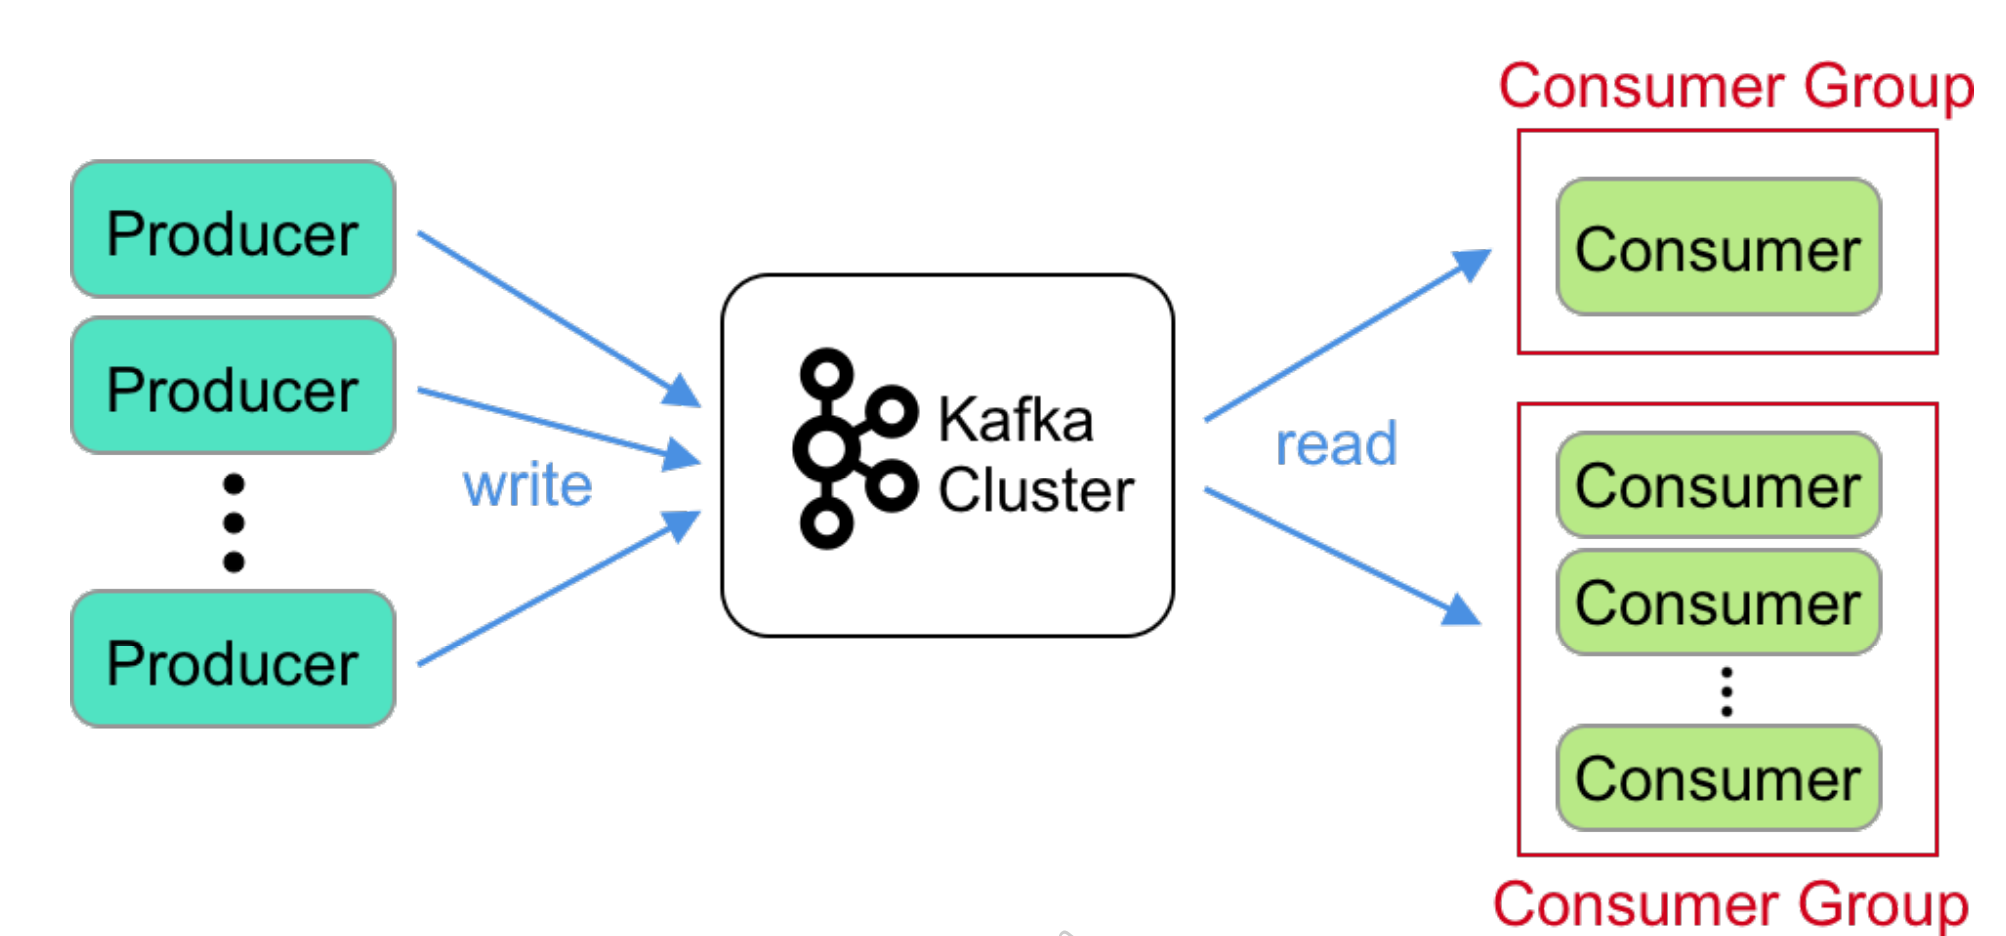 Producer
Producer
Producer
write
Kafka
Cluster
read
Consumer Group
Consumer
Consumer
Consumer
Consumer
Consumer Group